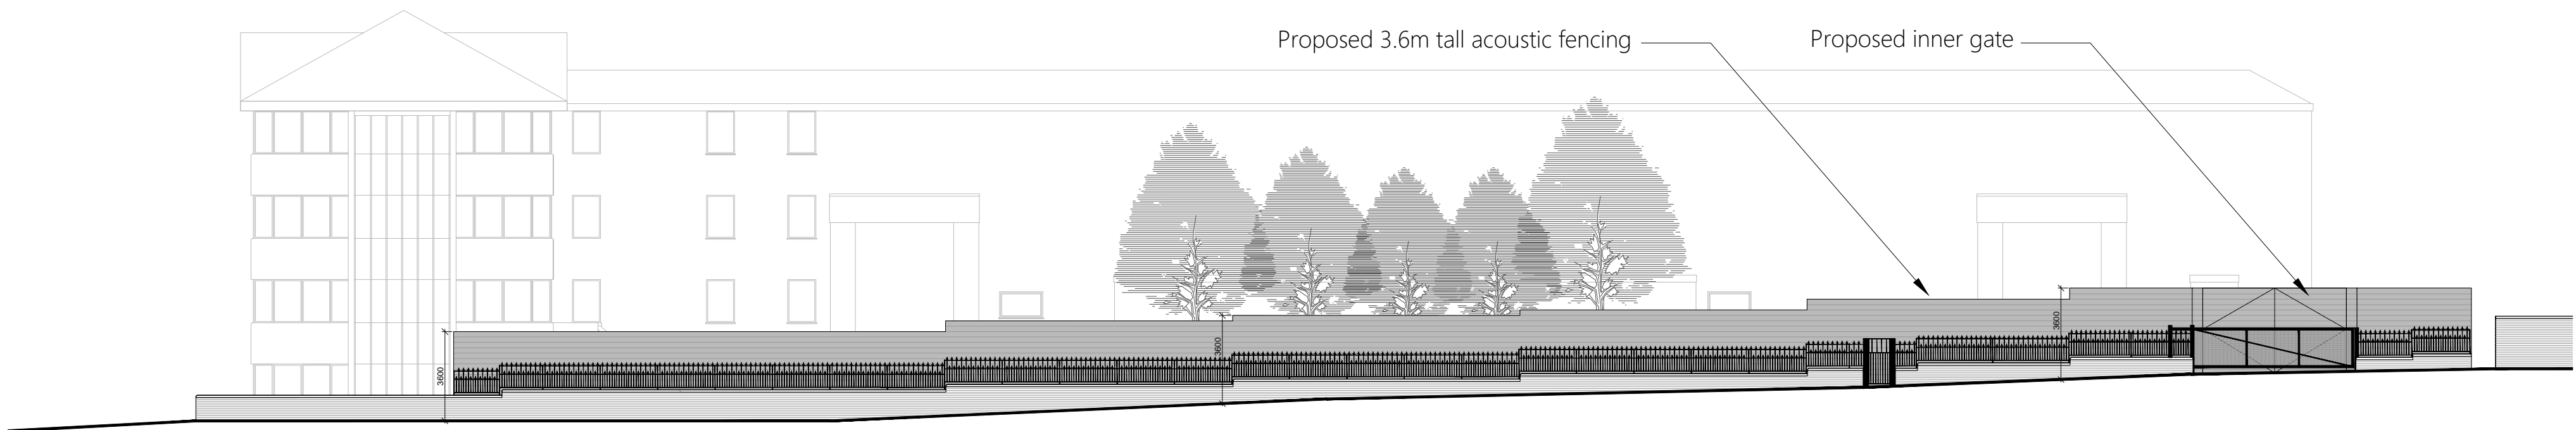 Proposed 3.6m tall acoustic fencing
Proposed inner gate
3600
3600
3600